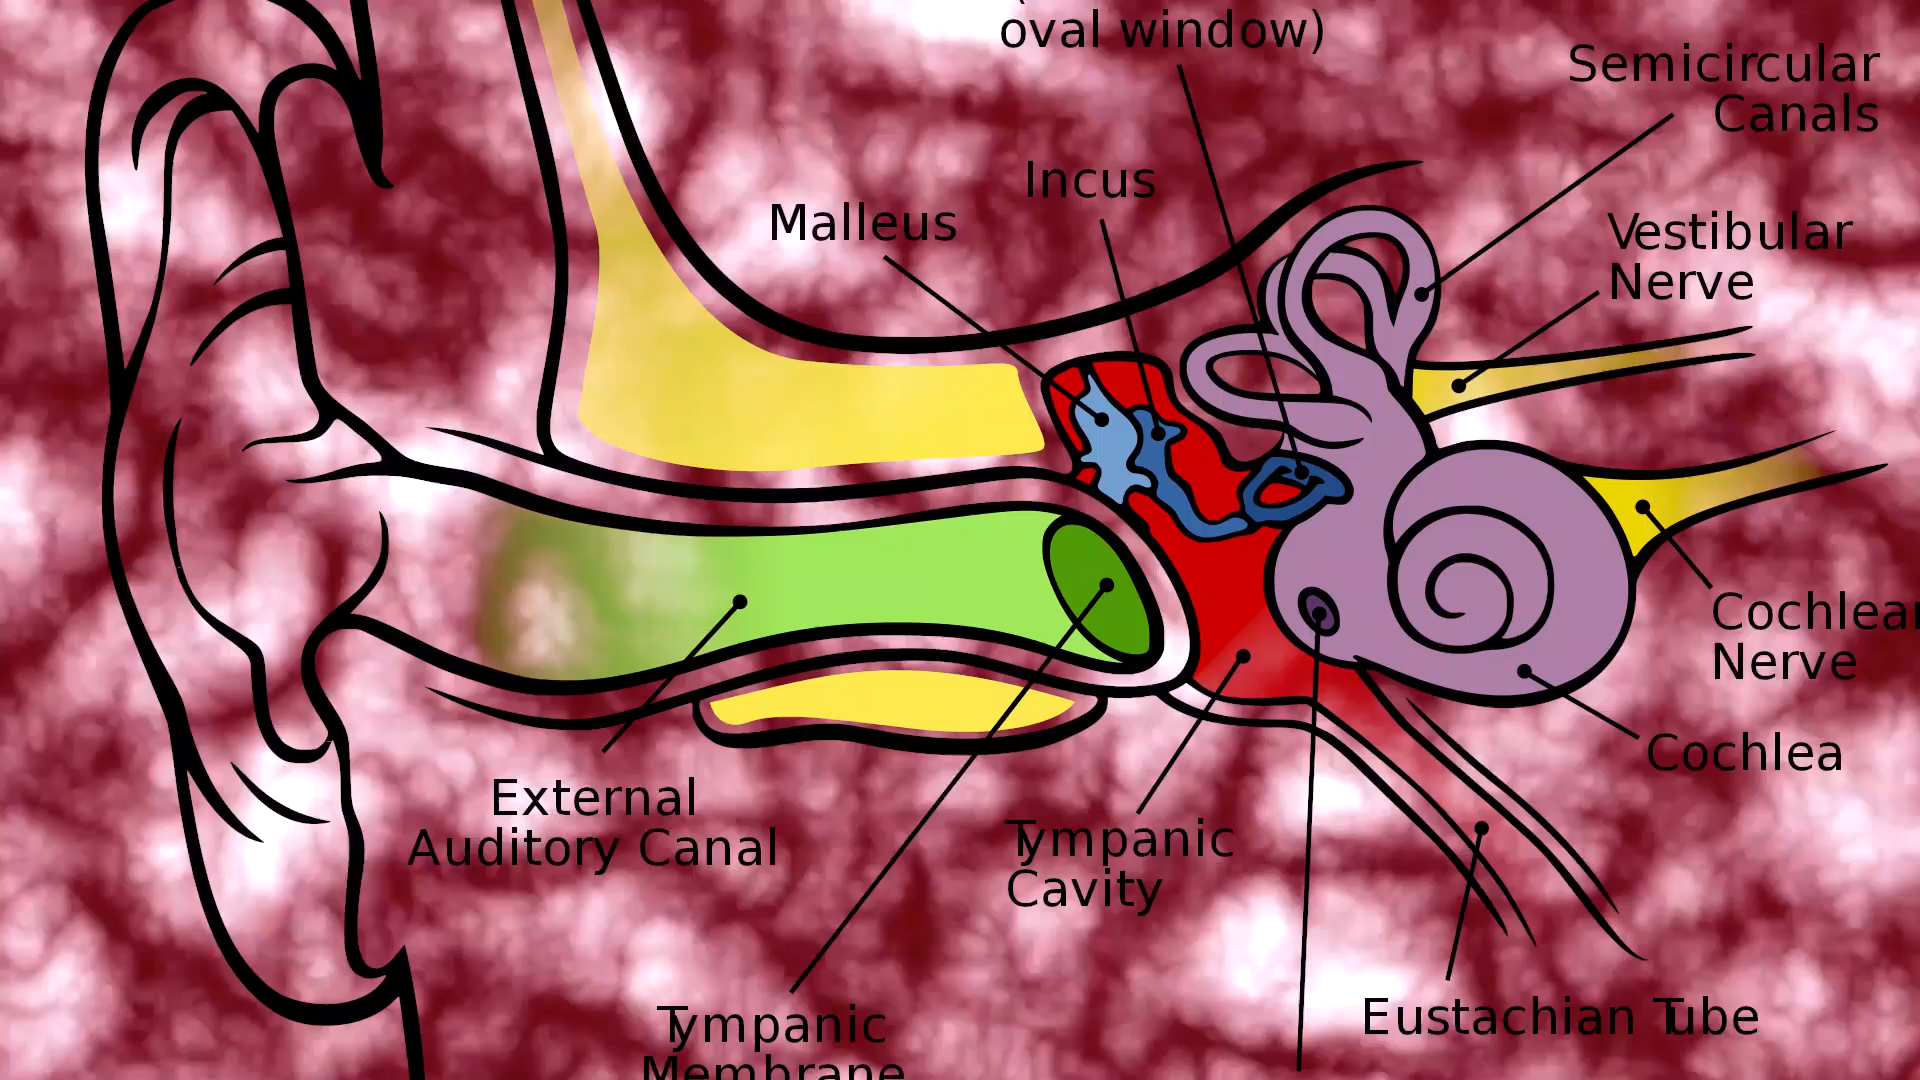 oval window)
Semicircular
Canals
Incus
Malleus
Vestibular
Nerve
Cochlear
Nerve
Cochlea
External
Auditory Canal
Tympanic
Cavity
Eustachian Tube
Tympanic
Membrane